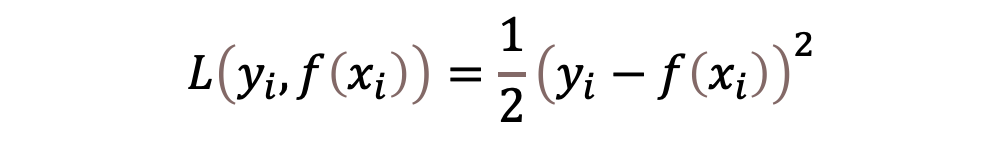 L(yᵢ, f(xᵢ)) = 1/2 (yᵢ − f(xᵢ))²